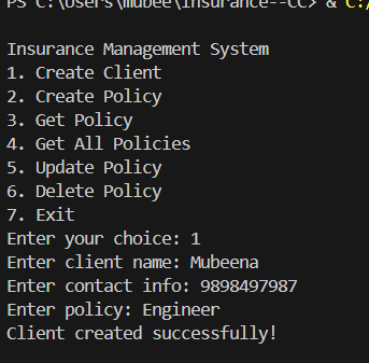 PS C:\Users\mubee\Insurance--CC> & C:/
Insurance Management System
1. Create Client
2. Create Policy
3. Get Policy
4. Get All Policies
5. Update Policy
6. Delete Policy
7. Exit
Enter your choice: 1
Enter client name: Mubeena
Enter contact info: 9898497987
Enter policy: Engineer
Client created successfully!